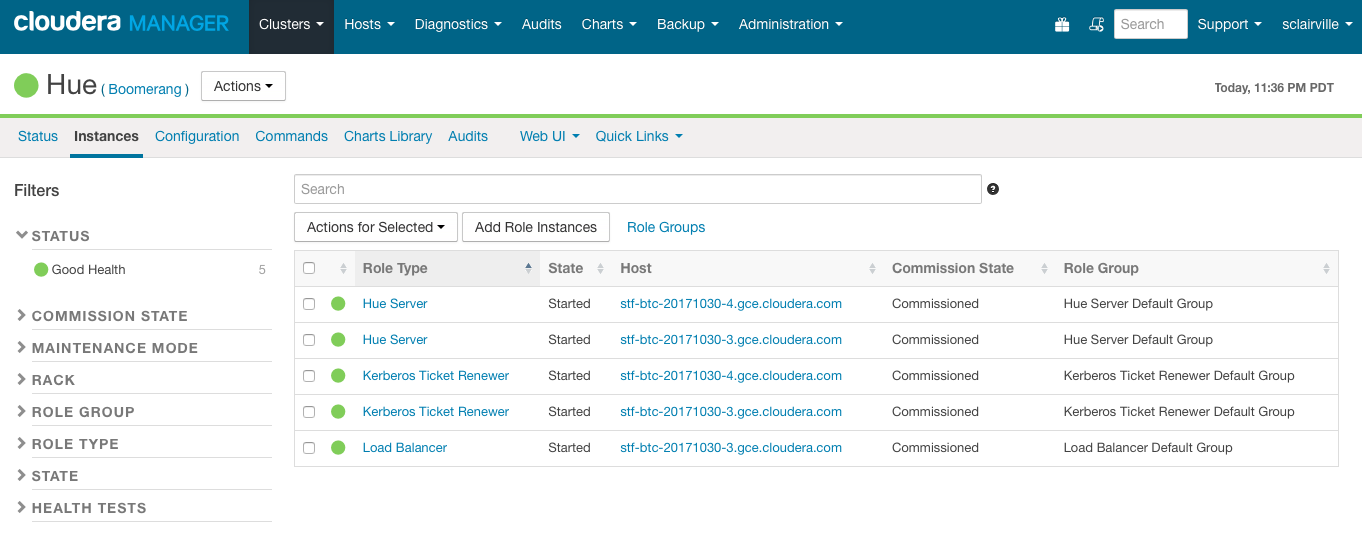 cloudera MANAGER Clusters Hosts Diagnostics Audits Charts Backup Administration Search Support sclairville
Hue ( Boomerang ) Actions Today, 11:36 PM PDT
Status Instances Configuration Commands Charts Library Audits Web UI Quick Links
Filters
STATUS
Good Health 5
COMMISSION STATE
MAINTENANCE MODE
RACK
ROLE GROUP
ROLE TYPE
STATE
HEALTH TESTS
Search ?
Actions for Selected Add Role Instances Role Groups
Role Type State Host Commission State Role Group
Hue Server Started stf-btc-20171030-4.gce.cloudera.com Commissioned Hue Server Default Group
Hue Server Started stf-btc-20171030-3.gce.cloudera.com Commissioned Hue Server Default Group
Kerberos Ticket Renewer Started stf-btc-20171030-4.gce.cloudera.com Commissioned Kerberos Ticket Renewer Default Group
Kerberos Ticket Renewer Started stf-btc-20171030-3.gce.cloudera.com Commissioned Kerberos Ticket Renewer Default Group
Load Balancer Started stf-btc-20171030-3.gce.cloudera.com Commissioned Load Balancer Default Group